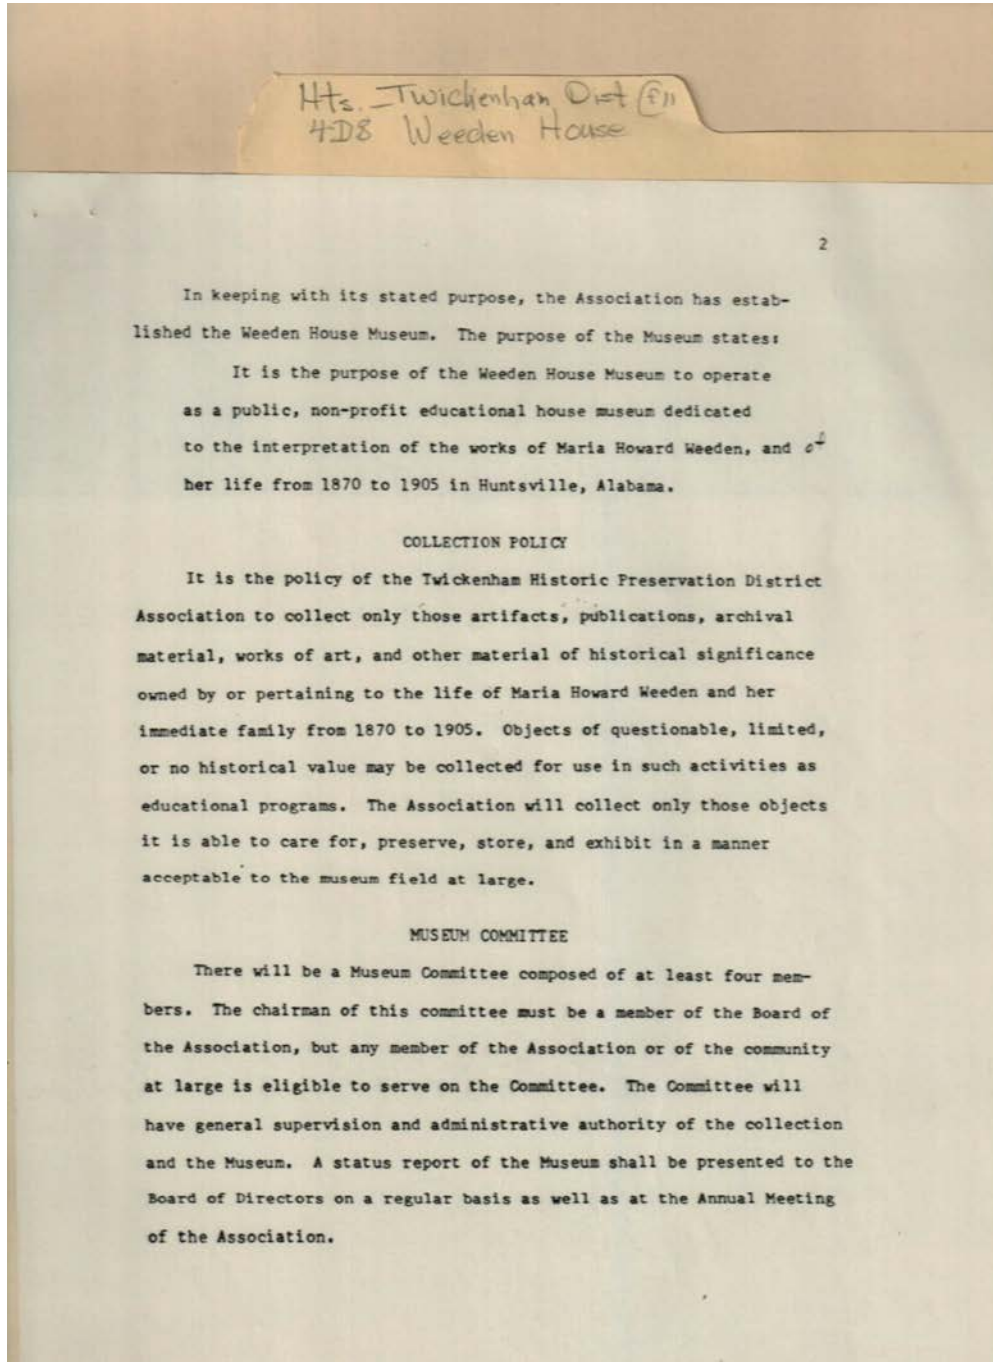 Hts. - Twickenham Dist
4-D8 Weeden House
2
In keeping with its stated purpose, the Association has estab-
lished the Weeden House Museum. The purpose of the Museum states:
It is the purpose of the Weeden House Museum to operate
as a public, non-profit educational house museum dedicated
to the interpretation of the works of Maria Howard Weeden, and of
her life from 1870 to 1905 in Huntsville, Alabama.
COLLECTION POLICY
It is the policy of the Twickenham Historic Preservation District
Association to collect only those artifacts, publications, archival
material, works of art, and other material of historical significance
owned by or pertaining to the life of Maria Howard Weeden and her
immediate family from 1870 to 1905. Objects of questionable, limited,
or no historical value may be collected for use in such activities as
educational programs. The Association will collect only those objects
it is able to care for, preserve, store, and exhibit in a manner
acceptable to the museum field at large.
MUSEUM COMMITTEE
There will be a Museum Committee composed of at least four mem-
bers. The chairman of this committee must be a member of the Board of
the Association, but any member of the Association or of the community
at large is eligible to serve on the Committee. The Committee will
have general supervision and administrative authority of the collection
and the Museum. A status report of the Museum shall be presented to the
Board of Directors on a regular basis as well as at the Annual Meeting
of the Association.